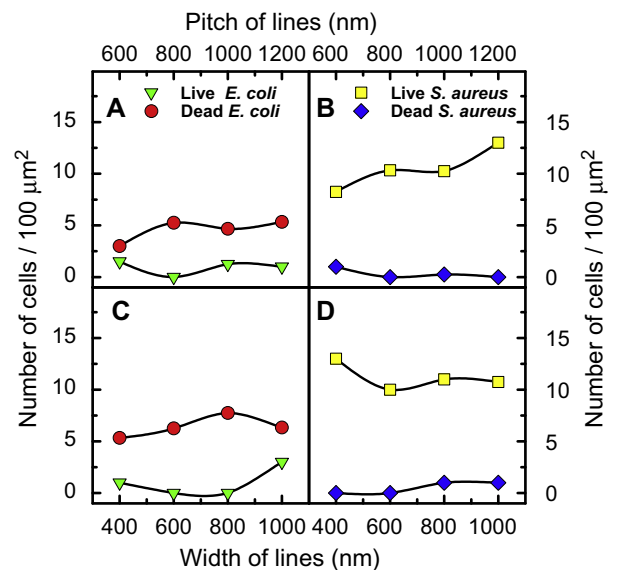 Pitch of lines (nm)
600 800 1000 1200 600 800 1000 1200
A Live E. coli B Live S. aureus
Dead E. coli Dead S. aureus
15 15
10 10
5 5
0 0
C D
15 15
10 10
5 5
0 0
400 600 800 1000 400 600 800 1000
Width of lines (nm)
Number of cells / 100 µm²
Number of cells / 100 µm²